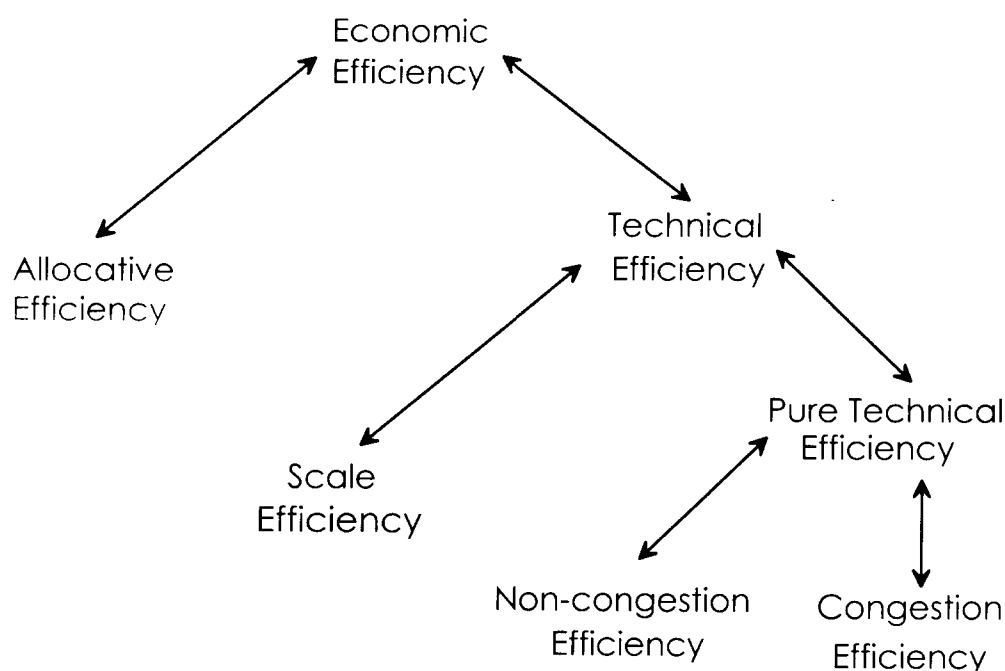 Economic
Efficiency
Technical
Efficiency
Allocative
Efficiency
Pure Technical
Efficiency
Scale
Efficiency
Non-congestion
Efficiency
Congestion
Efficiency